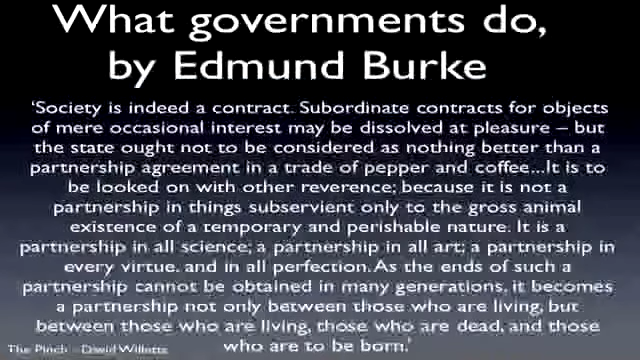 What governments do,
by Edmund Burke
‘Society is indeed a contract. Subordinate contracts for objects
of mere occasional interest may be dissolved at pleasure – but
the state ought not to be considered as nothing better than a
partnership agreement in a trade of pepper and coffee...It is to
be looked on with other reverence; because it is not a
partnership in things subservient only to the gross animal
existence of a temporary and perishable nature. It is a
partnership in all science; a partnership in all art; a partnership in
every virtue, and in all perfection. As the ends of such a
partnership cannot be obtained in many generations, it becomes
a partnership not only between those who are living, but
between those who are living, those who are dead, and those
who are to be born.’
The Pinch - David Willetts